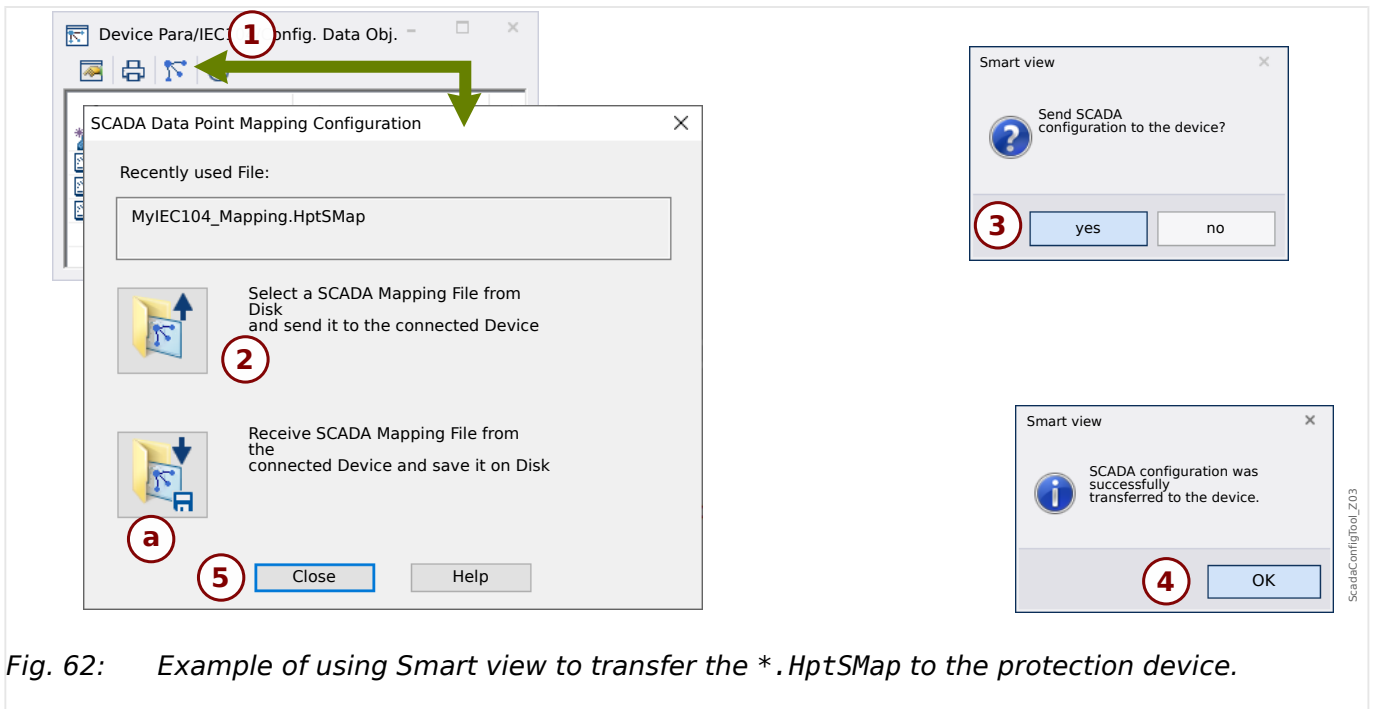 Device Para/IEC1 onfig. Data Obj.
1
SCADA Data Point Mapping Configuration
Recently used File:
MyIEC104_Mapping.HptSMap
Select a SCADA Mapping File from
Disk
and send it to the connected Device
2
Receive SCADA Mapping File from
the
connected Device and save it on Disk
a
5
Close
Help
Smart view
Send SCADA
configuration to the device?
3
yes
no
Smart view
SCADA configuration was
successfully
transferred to the device.
4
OK
ScadaConfigTool_Z03
Fig. 62: Example of using Smart view to transfer the *.HptSMap to the protection device.